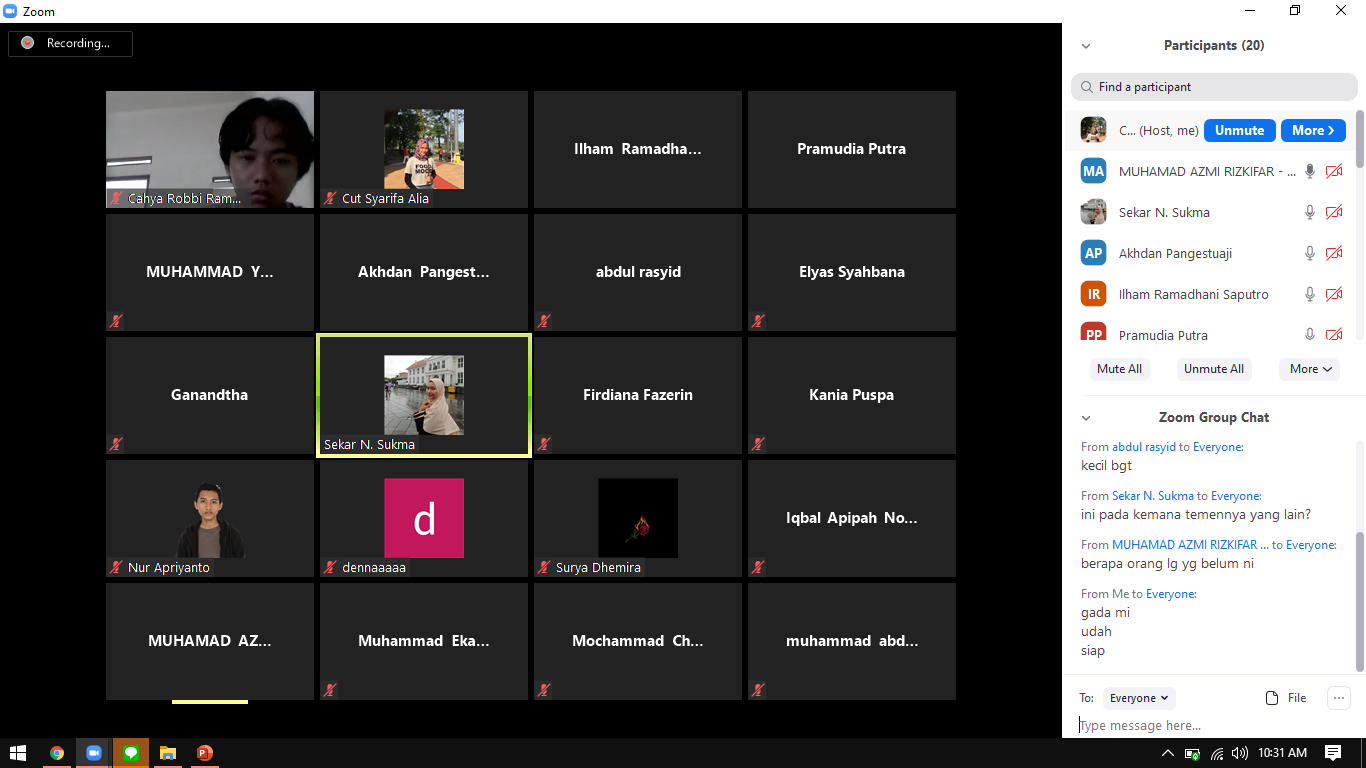 Zoom
Recording...
Cahya Robbi Ram...
Cut Syarifa Alia
Ilham Ramadha...
Pramudia Putra
MUHAMMAD Y...
Akhdan Pangest...
abdul rasyid
Elyas Syahbana
Ganandtha
Sekar N. Sukma
Firdiana Fazerin
Kania Puspa
Nur Apriyanto
d
dennaaaaa
Surya Dhemira
Iqbal Apipah No...
MUHAMAD AZ...
Muhammad Eka...
Mochammad Ch...
muhammad abd...
Participants (20)
Find a participant
C... (Host, me) Unmute More
MA MUHAMAD AZMI RIZKIFAR - ...
Sekar N. Sukma
AP Akhdan Pangestuaji
IR Ilham Ramadhani Saputro
PP Pramudia Putra
Mute All Unmute All More
Zoom Group Chat
From abdul rasyid to Everyone:
kecil bgt
From Sekar N. Sukma to Everyone:
ini pada kemana temennya yang lain?
From MUHAMAD AZMI RIZKIFAR ... to Everyone:
berapa orang lg yg belum ni
From Me to Everyone:
gada mi
udah
siap
To: Everyone File ...
Type message here...
10:31 AM